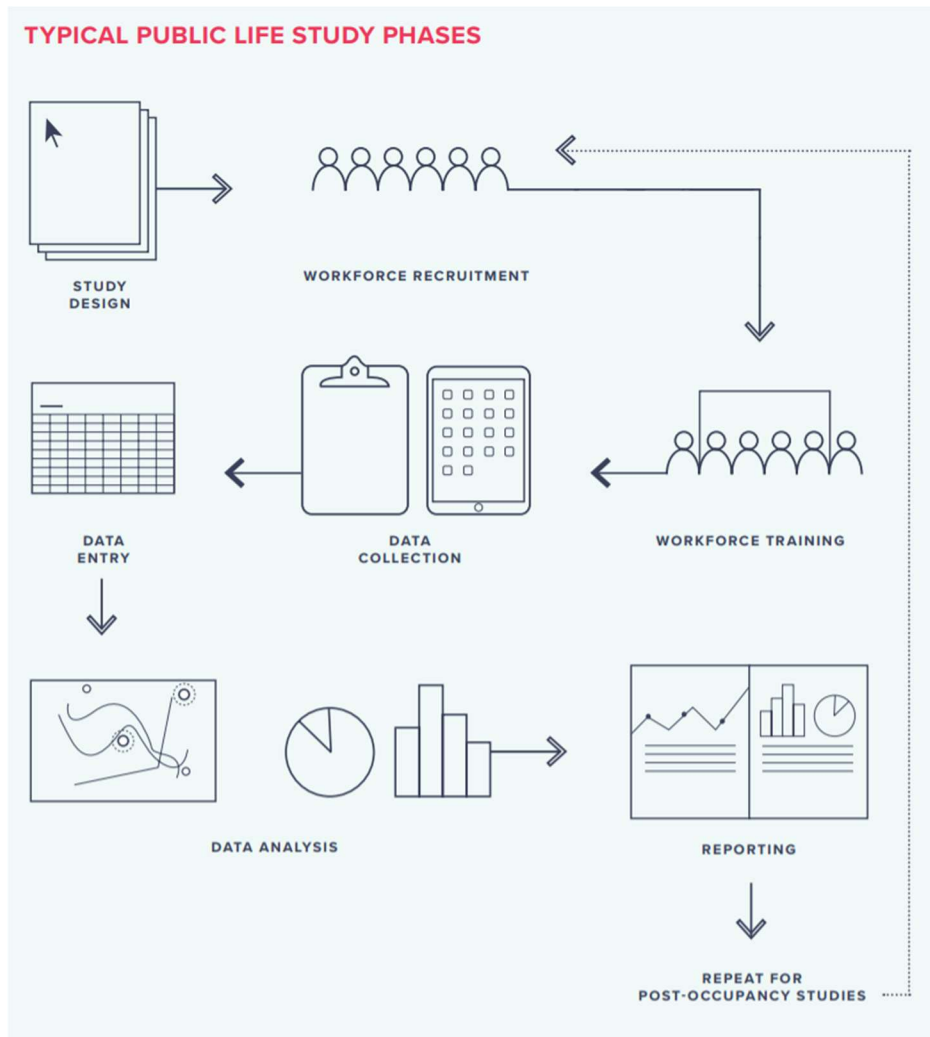 TYPICAL PUBLIC LIFE STUDY PHASES
STUDY
DESIGN
WORKFORCE RECRUITMENT
DATA
ENTRY
DATA
COLLECTION
WORKFORCE TRAINING
DATA ANALYSIS
REPORTING
REPEAT FOR
POST-OCCUPANCY STUDIES